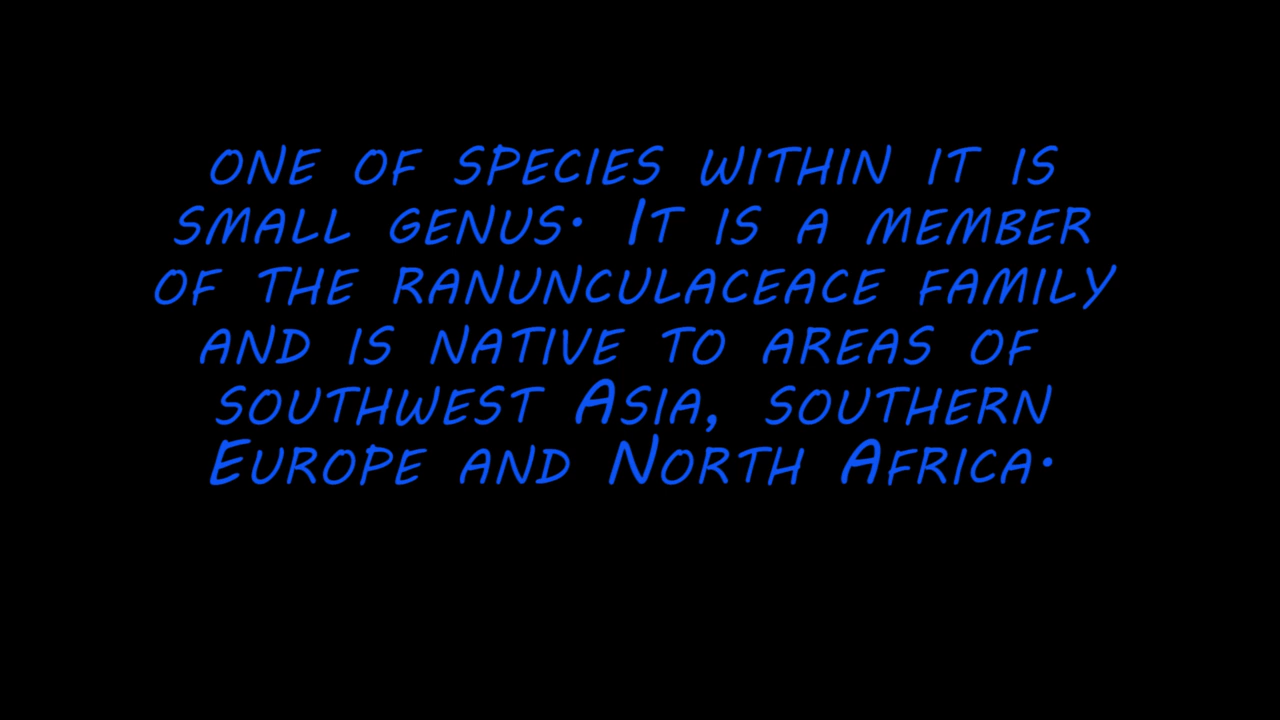 one of species within it is
small genus. It is a member
of the ranunculaceace family
and is native to areas of
southwest Asia, southern
Europe and North Africa.